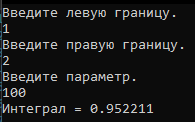 Введите левую границу.
1
Введите правую границу.
2
Введите параметр.
100
Интеграл = 0.952211